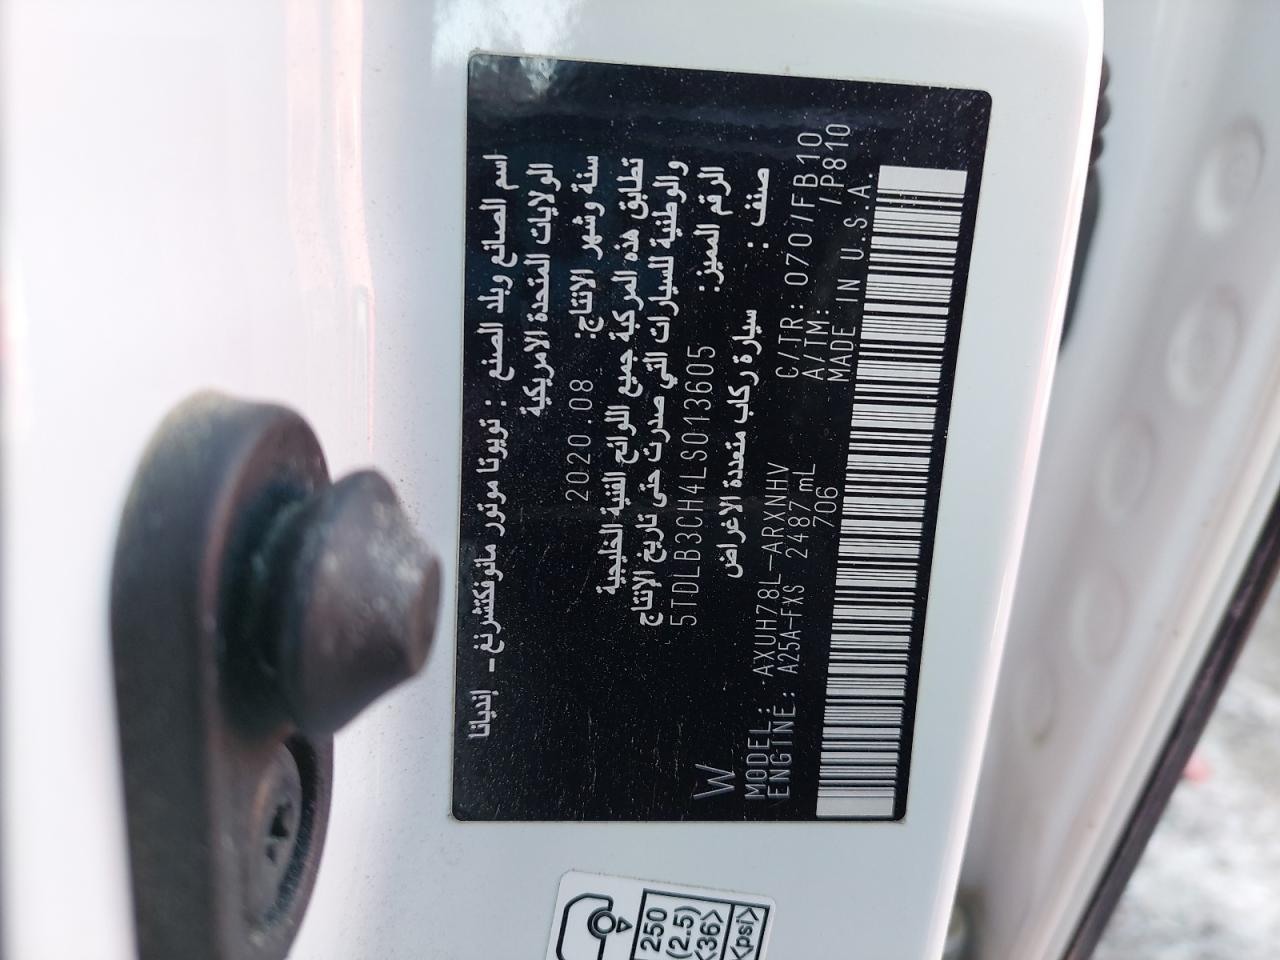 اسم الصانع وبلد الصنع : تويوتا موتور مانوفكتشرنغ - إنديانا
الولايات المتحدة الامريكية
سنة وشهر الانتاج: 2020.08
تطابق هذه المركبة جميع اللوائح الفنية الخليجية
والوطنية للسيارات التي صدرت حتى تاريخ الإنتاج
الرقم المميز: 5TDLB3CH4LS013605
صنف : سيارة ركاب متعددة الاغراض
W
MODEL: AXUH78L-ARXNHV C/TR: 070/FB10
ENGINE: A25A-FXS 2487 mL A/TM: /P810
706 MADE IN U.S.A.
250
(2.5)
<36>
<psi>